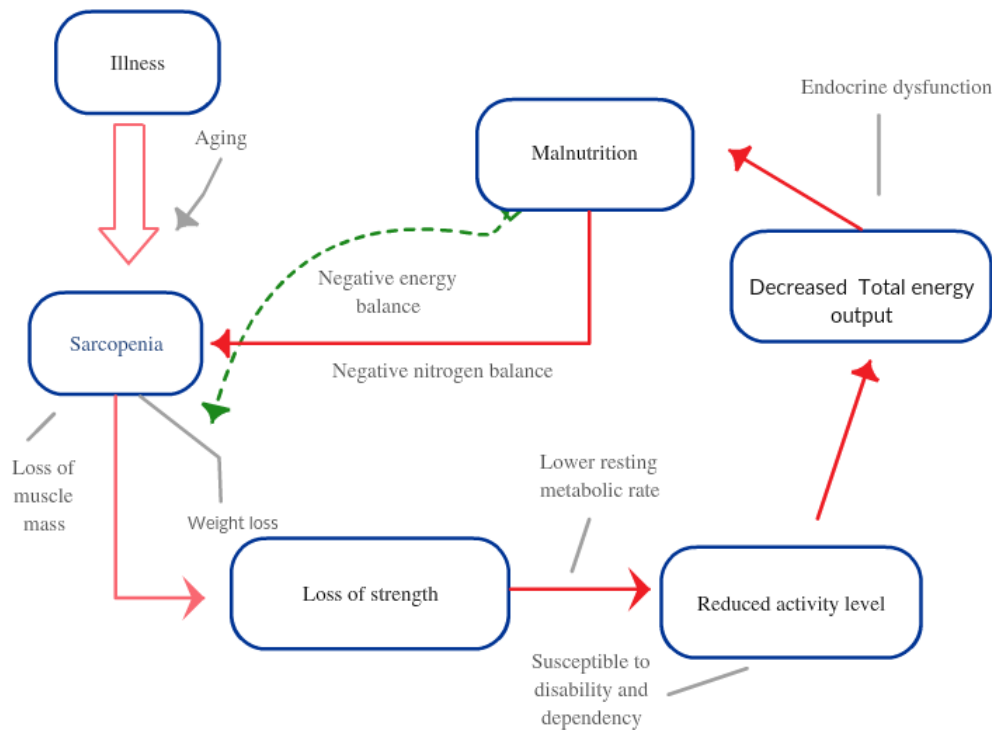 Illness
Aging
Endocrine dysfunction
Malnutrition
Negative energy
balance
Decreased  Total energy
output
Sarcopenia
Negative nitrogen balance
Loss of
muscle
mass
Weight loss
Lower resting
metabolic rate
Loss of strength
Reduced activity level
Susceptible to
disability and
dependency